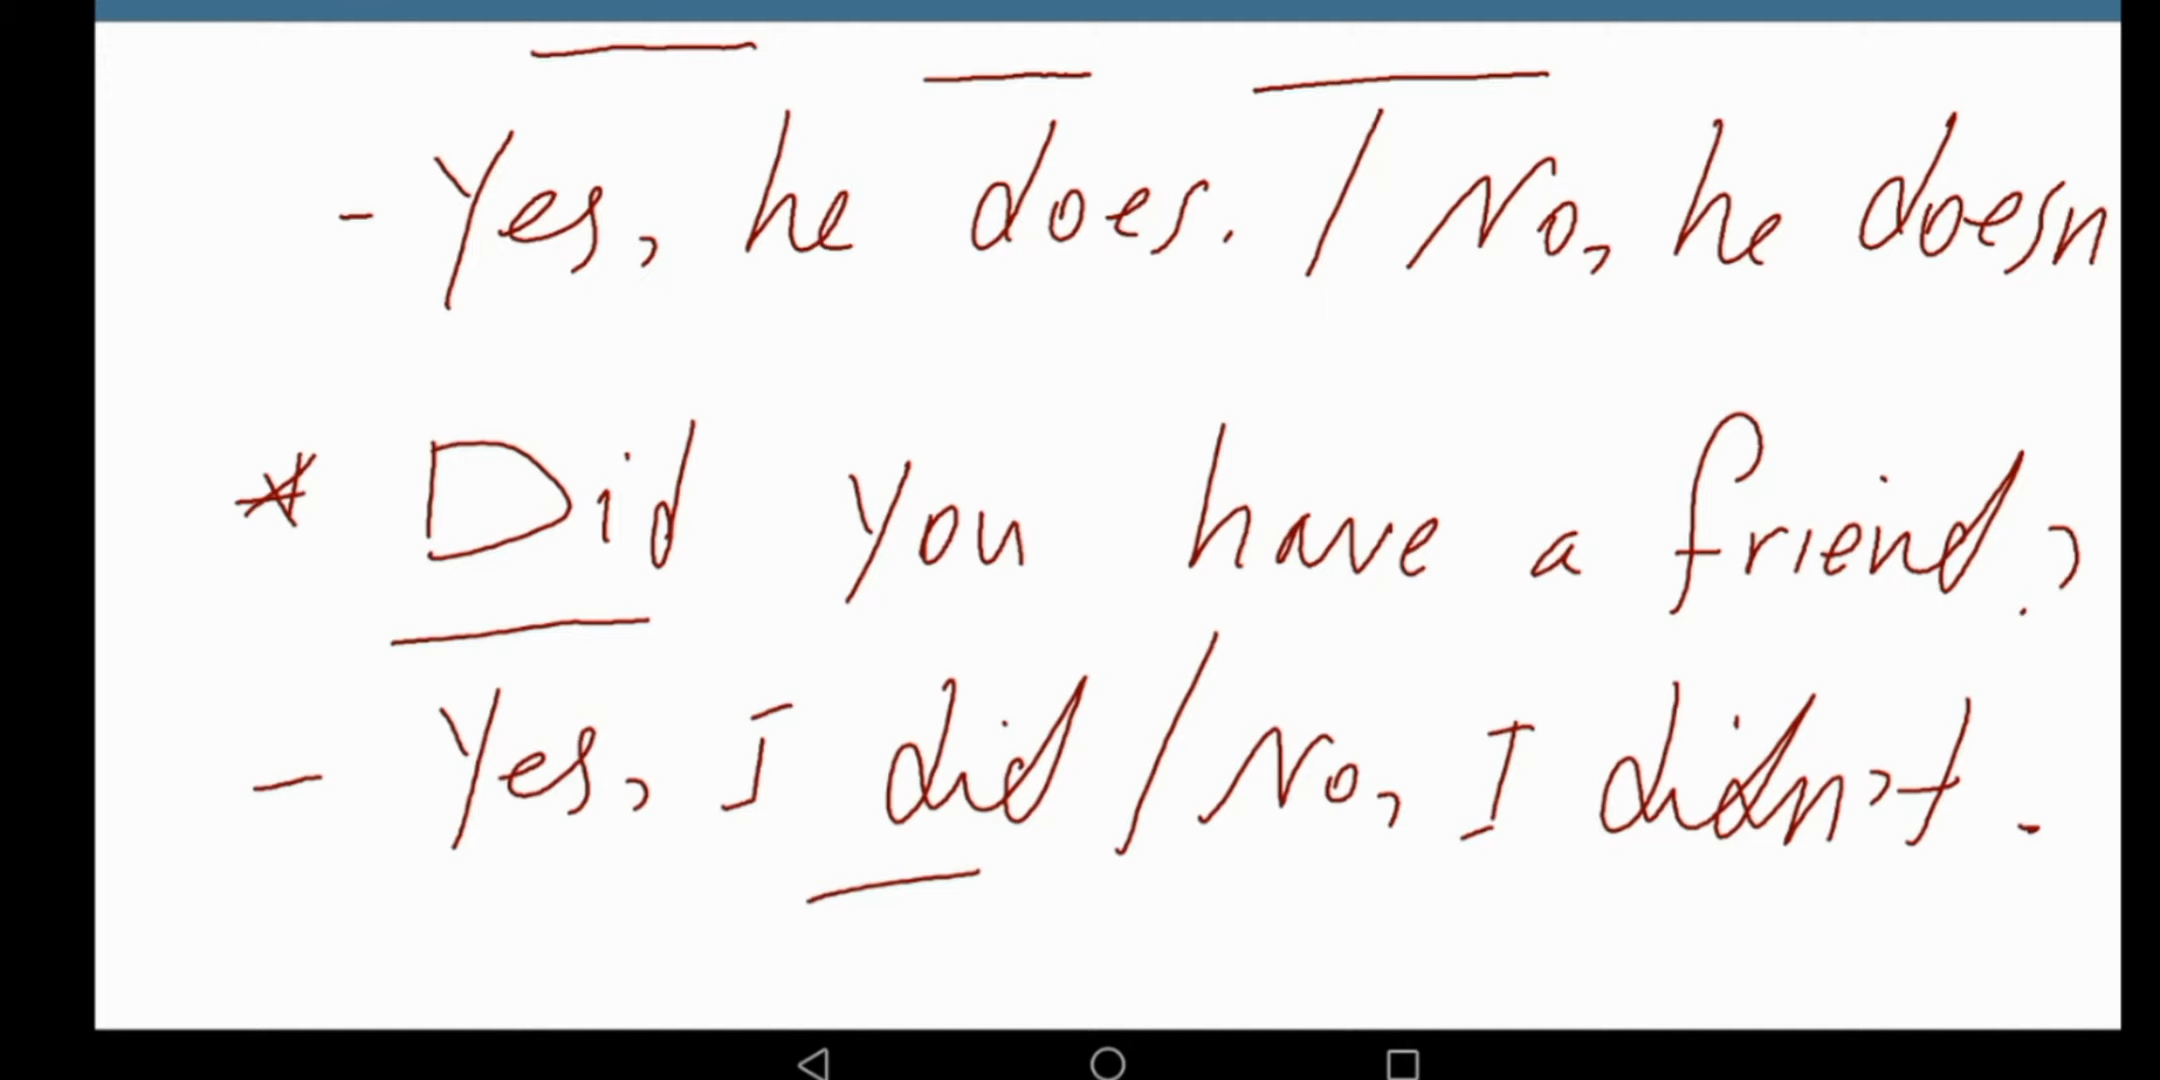 - Yes, he does. / No, he doesn
* Did you have a friend?
- Yes, I did / No, I didn't.